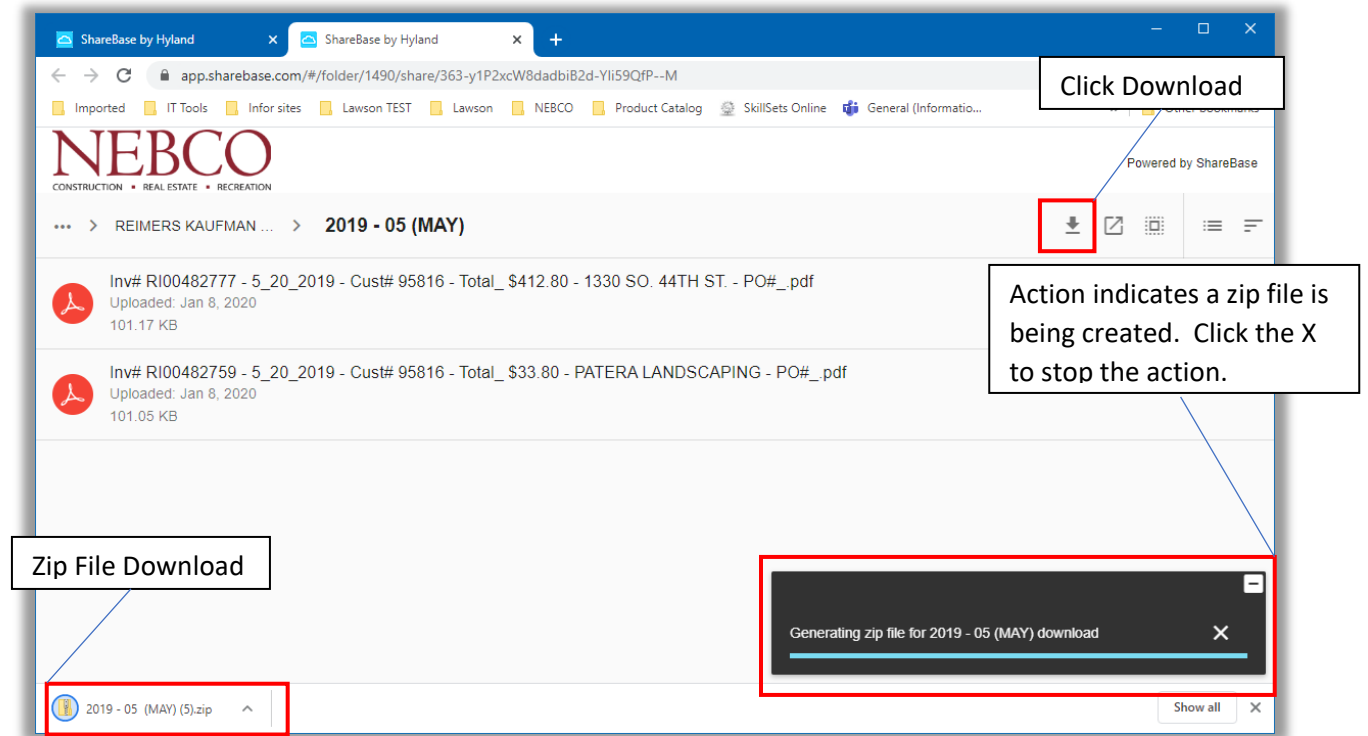 ShareBase by Hyland
ShareBase by Hyland
app.sharebase.com/#/folder/1490/share/363-y1P2xcW8dadbiB2d-Yli59QfP--M
Click Download
Imported IT Tools Infor sites Lawson TEST Lawson NEBCO Product Catalog SkillSets Online General (Informatio...
NEBCO
CONSTRUCTION ▪ REAL ESTATE ▪ RECREATION
Powered by ShareBase
... > REIMERS KAUFMAN ... > 2019 - 05 (MAY)
Inv# RI00482777 - 5_20_2019 - Cust# 95816 - Total_ $412.80 - 1330 SO. 44TH ST. - PO#_.pdf
Uploaded: Jan 8, 2020
101.17 KB
Action indicates a zip file is
being created. Click the X
to stop the action.
Inv# RI00482759 - 5_20_2019 - Cust# 95816 - Total_ $33.80 - PATERA LANDSCAPING - PO#_.pdf
Uploaded: Jan 8, 2020
101.05 KB
Zip File Download
Generating zip file for 2019 - 05 (MAY) download
2019 - 05 (MAY) (5).zip
Show all